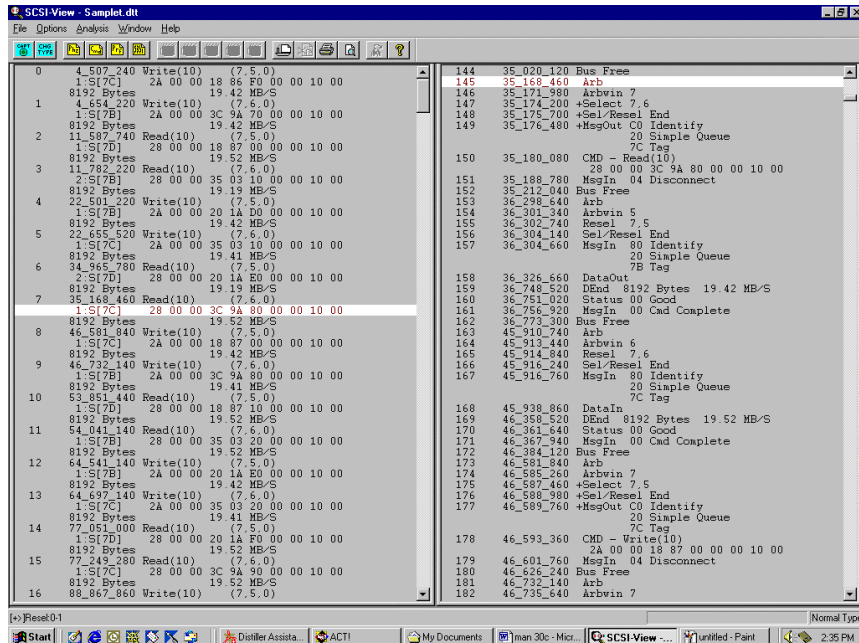 SCSI-View - Samplet.dtt
File Options Analysis Window Help
CAPT CHG TYPE
0 4_507_240 Write(10) (7,5,0)
1:S[7C] 2A 00 00 18 86 F0 00 00 10 00
8192 Bytes 19.42 MB/S
1 4_654_220 Write(10) (7,6,0)
1:S[7B] 2A 00 00 3C 9A 70 00 00 10 00
8192 Bytes 19.42 MB/S
2 11_587_740 Read(10) (7,5,0)
1:S[7D] 28 00 00 18 87 00 00 00 10 00
8192 Bytes 19.52 MB/S
3 11_782_220 Read(10) (7,6,0)
2:S[7B] 28 00 00 35 03 10 00 00 10 00
8192 Bytes 19.19 MB/S
4 22_501_220 Write(10) (7,5,0)
1:S[7B] 2A 00 00 20 1A D0 00 00 10 00
8192 Bytes 19.42 MB/S
5 22_655_520 Write(10) (7,6,0)
1:S[7C] 2A 00 00 35 03 10 00 00 10 00
8192 Bytes 19.41 MB/S
6 34_965_780 Read(10) (7,5,0)
2:S[7D] 28 00 00 20 1A E0 00 00 10 00
8192 Bytes 19.19 MB/S
7 35_168_460 Read(10) (7,6,0)
1:S[7C] 28 00 00 3C 9A 80 00 00 10 00
8192 Bytes 19.52 MB/S
8 46_581_840 Write(10) (7,5,0)
1:S[7C] 2A 00 00 18 87 00 00 00 10 00
8192 Bytes 19.42 MB/S
9 46_732_140 Write(10) (7,6,0)
1:S[7B] 2A 00 00 3C 9A 80 00 00 10 00
8192 Bytes 19.41 MB/S
10 53_851_440 Read(10) (7,5,0)
1:S[7D] 28 00 00 18 87 10 00 00 10 00
8192 Bytes 19.52 MB/S
11 54_041_140 Read(10) (7,6,0)
1:S[7B] 28 00 00 35 03 20 00 00 10 00
8192 Bytes 19.52 MB/S
12 64_541_140 Write(10) (7,5,0)
1:S[7B] 2A 00 00 20 1A E0 00 00 10 00
8192 Bytes 19.42 MB/S
13 64_697_140 Write(10) (7,6,0)
1:S[7C] 2A 00 00 35 03 20 00 00 10 00
8192 Bytes 19.41 MB/S
14 77_051_000 Read(10) (7,5,0)
1:S[7D] 28 00 00 20 1A F0 00 00 10 00
8192 Bytes 19.52 MB/S
15 77_249_280 Read(10) (7,6,0)
1:S[7C] 28 00 00 3C 9A 90 00 00 10 00
8192 Bytes 19.52 MB/S
16 88_867_860 Write(10) (7,5,0)
144 35_020_120 Bus Free
145 35_168_460 Arb
146 35_171_980 Arbwin 7
147 35_174_200 +Select 7,6
148 35_175_700 +Sel/Resel End
149 35_176_480 +MsgOut C0 Identify
20 Simple Queue
7C Tag
150 35_180_080 CMD - Read(10)
28 00 00 3C 9A 80 00 00 10 00
151 35_188_780 MsgIn 04 Disconnect
152 35_212_040 Bus Free
153 36_298_640 Arb
154 36_301_340 Arbwin 5
155 36_302_740 Resel 7,5
156 36_304_140 Sel/Resel End
157 36_304_660 MsgIn 80 Identify
20 Simple Queue
7B Tag
158 36_326_660 DataOut
159 36_748_520 DEnd 8192 Bytes 19.42 MB/S
160 36_751_020 Status 00 Good
161 36_756_920 MsgIn 00 Cmd Complete
162 36_773_300 Bus Free
163 45_910_740 Arb
164 45_913_440 Arbwin 6
165 45_914_840 Resel 7,6
166 45_916_240 Sel/Resel End
167 45_916_760 MsgIn 80 Identify
20 Simple Queue
7C Tag
168 45_938_860 DataIn
169 46_358_520 DEnd 8192 Bytes 19.52 MB/S
170 46_361_640 Status 00 Good
171 46_367_940 MsgIn 00 Cmd Complete
172 46_384_120 Bus Free
173 46_581_840 Arb
174 46_585_260 Arbwin 7
175 46_587_460 +Select 7,5
176 46_588_980 +Sel/Resel End
177 46_589_760 +MsgOut C0 Identify
20 Simple Queue
7C Tag
178 46_593_360 CMD - Write(10)
2A 00 00 18 87 00 00 00 10 00
179 46_601_760 MsgIn 04 Disconnect
180 46_626_240 Bus Free
181 46_732_140 Arb
182 46_735_640 Arbwin 7
[+>]Reset:0-1 Normal Typ
Start Distiller Assista... ACT! My Documents man 30c - Micr... SCSI-View -... untitled - Paint 2:35 PM